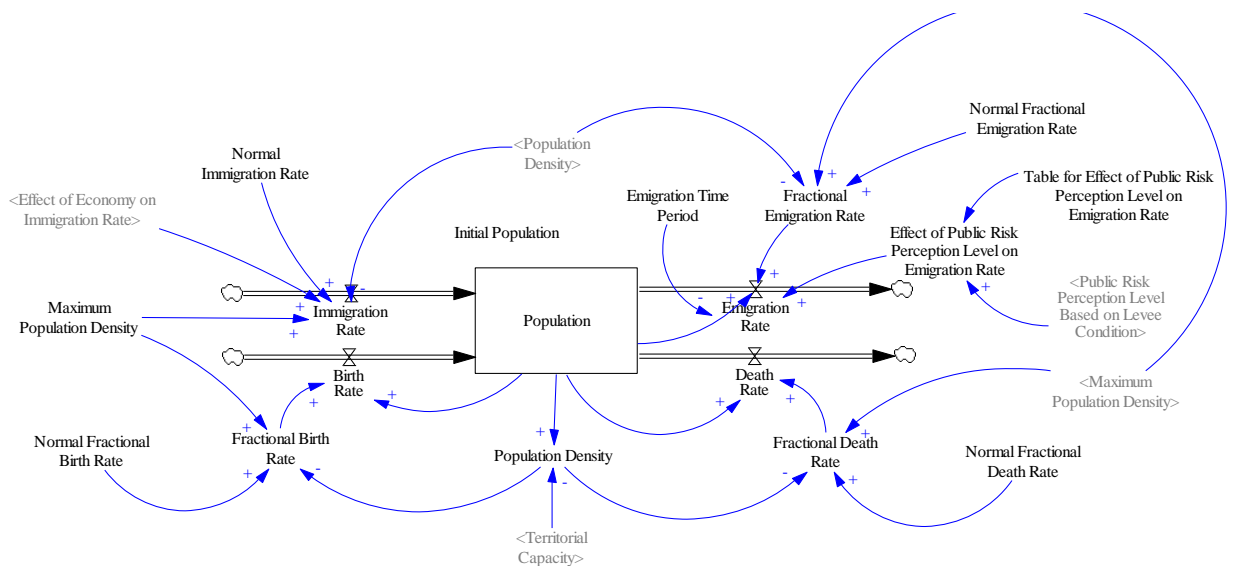 Normal Fractional
Emigration Rate
<Population
Density>
Normal
Immigration Rate
Table for Effect of Public Risk
Perception Level on
Emigration Rate
<Effect of Economy on
Immigration Rate>
Emigration Time
Period
Fractional
Emigration Rate
Initial Population
Effect of Public Risk
Perception Level on
Emigration Rate
Maximum
Population Density
Immigration
Rate
Population
Emigration
Rate
<Public Risk
Perception Level
Based on Levee
Condition>
Birth
Rate
Death
Rate
<Maximum
Population Density>
Normal Fractional
Birth Rate
Fractional Birth
Rate
Population Density
Fractional Death
Rate
Normal Fractional
Death Rate
<Territorial
Capacity>